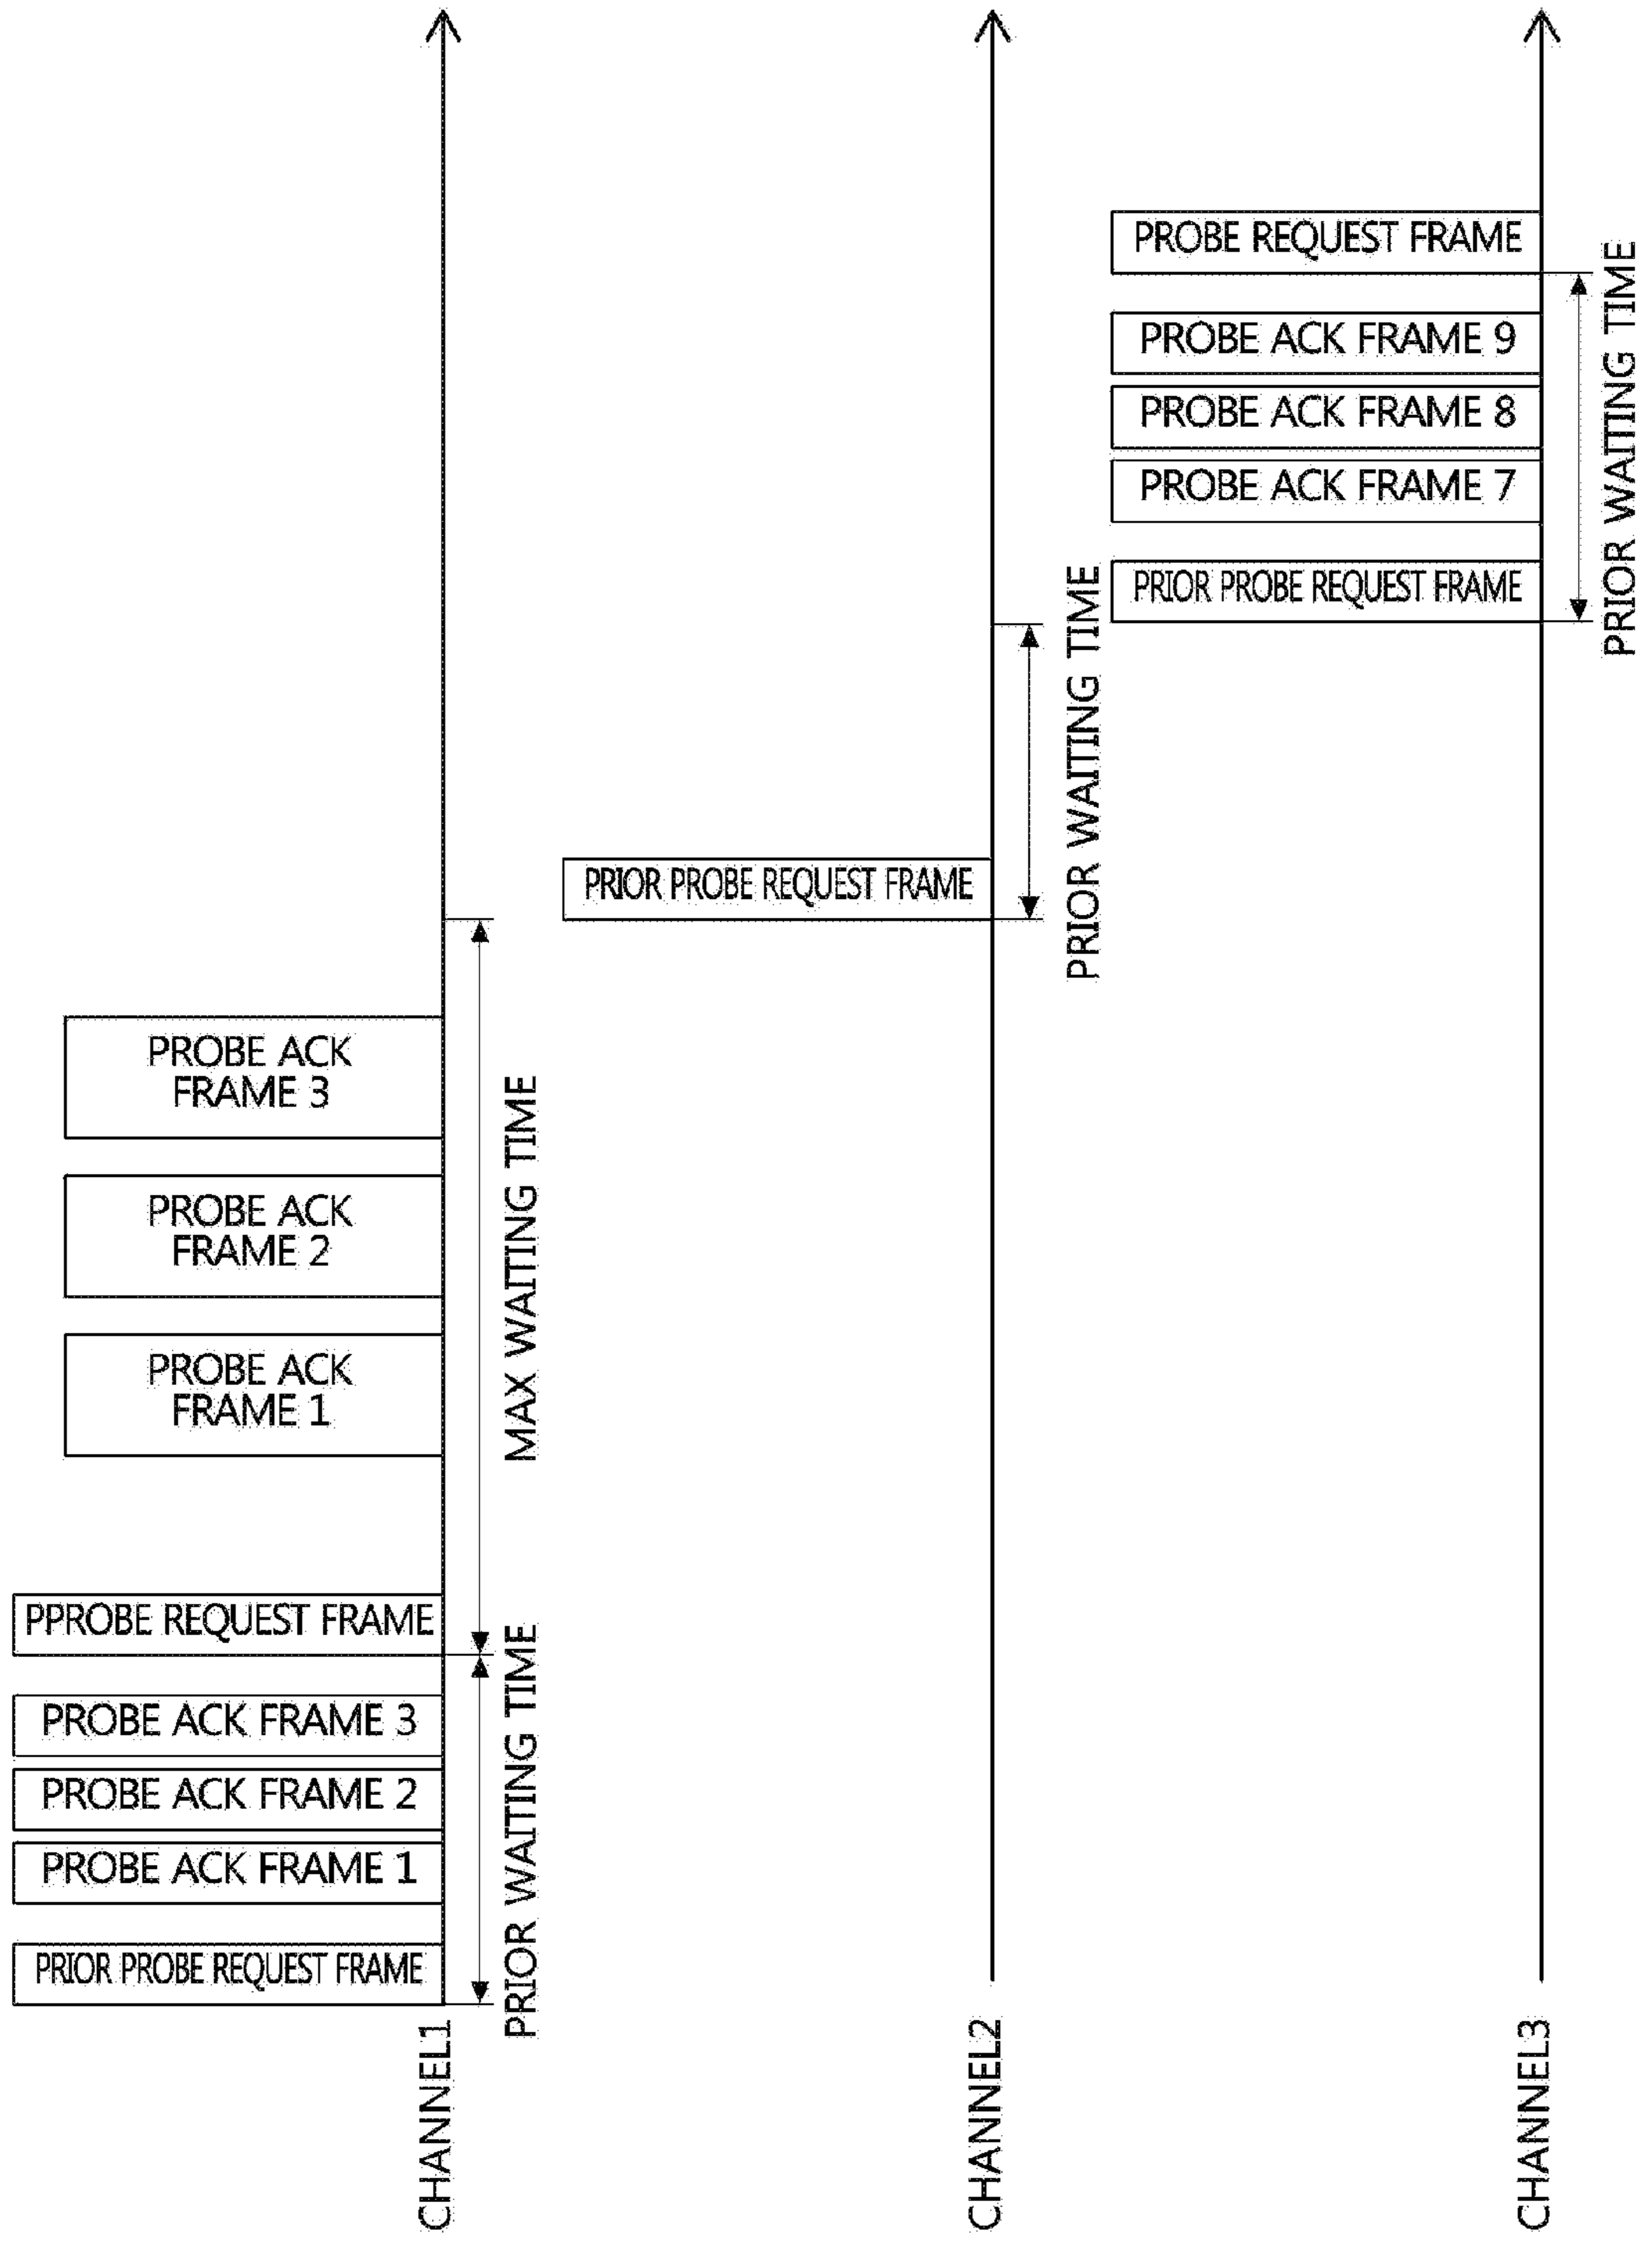 PROBE ACK
FRAME 3
PROBE ACK
FRAME 2
PROBE ACK
FRAME 1
PPROBE REQUEST FRAME
PROBE ACK FRAME 3
PROBE ACK FRAME 2
PROBE ACK FRAME 1
PRIOR PROBE REQUEST FRAME
MAX WAITING TIME
PRIOR WAITING TIME
CHANNEL1
PRIOR PROBE REQUEST FRAME
PRIOR WAITING TIME
CHANNEL2
PROBE REQUEST FRAME
PROBE ACK FRAME 9
PROBE ACK FRAME 8
PROBE ACK FRAME 7
PRIOR PROBE REQUEST FRAME
PRIOR WAITING TIME
CHANNEL3